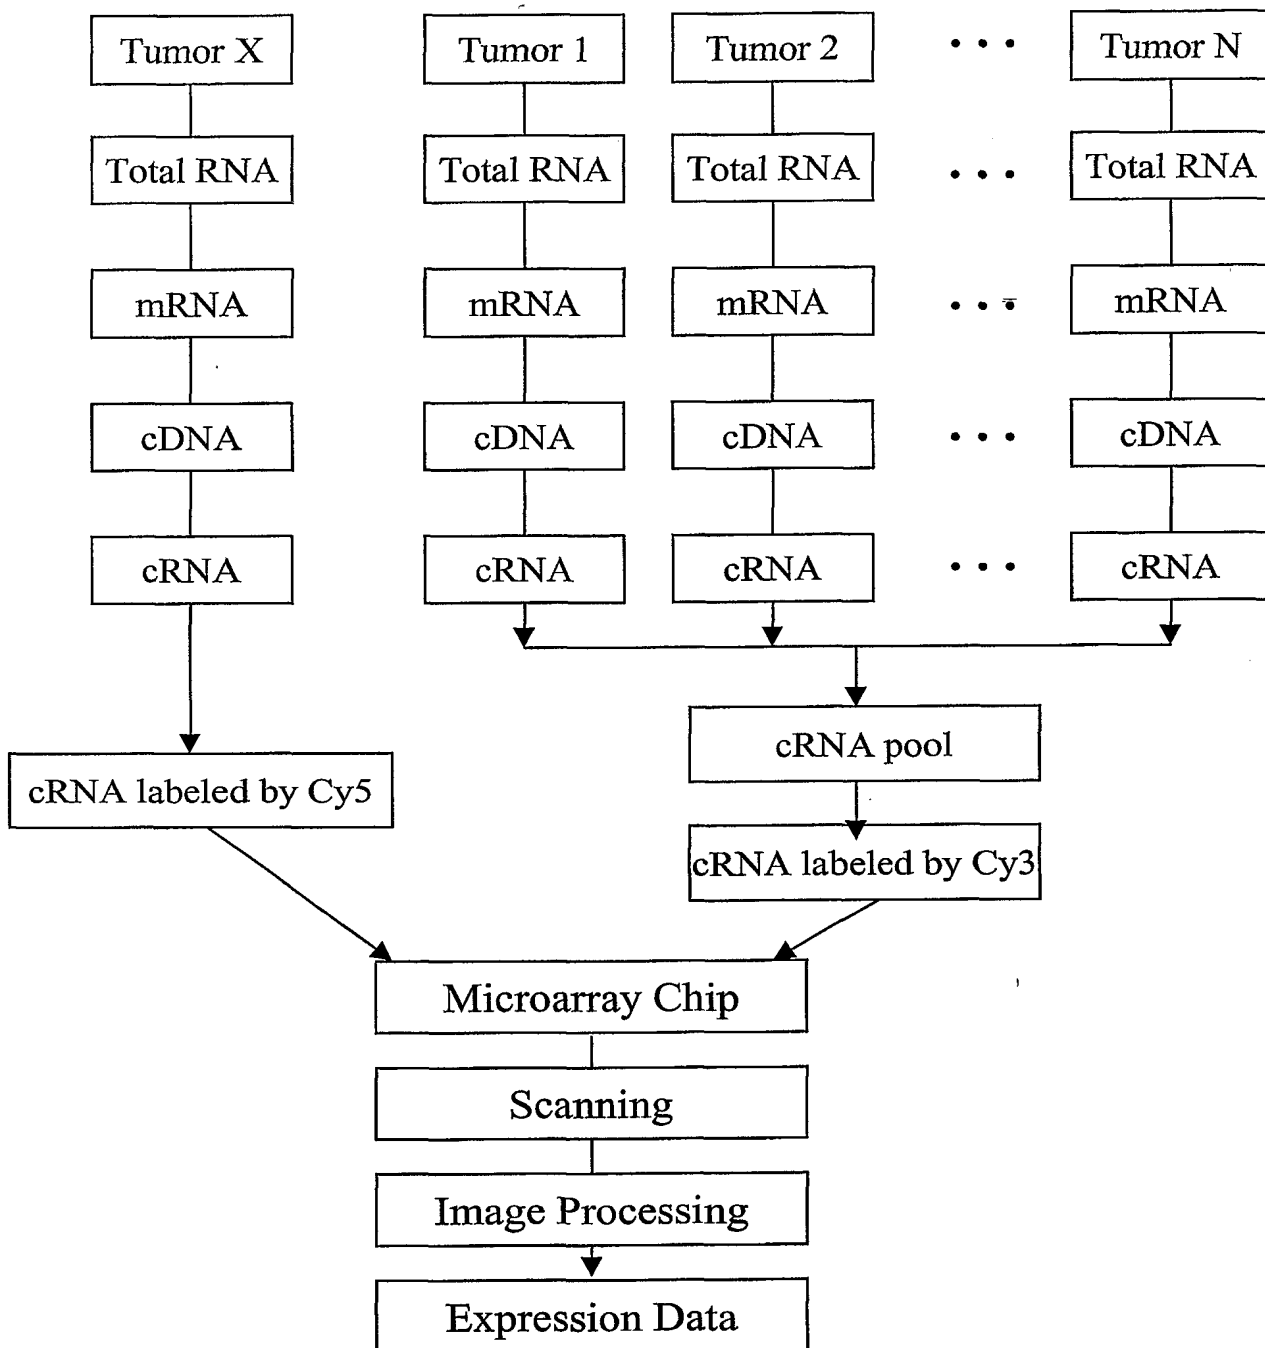 Tumor X Tumor 1 Tumor 2 • • • Tumor N
Total RNA Total RNA Total RNA • • • Total RNA
mRNA mRNA mRNA • • • mRNA
cDNA cDNA cDNA • • • cDNA
cRNA cRNA cRNA • • • cRNA
cRNA pool
cRNA labeled by Cy5
cRNA labeled by Cy3
Microarray Chip
Scanning
Image Processing
Expression Data